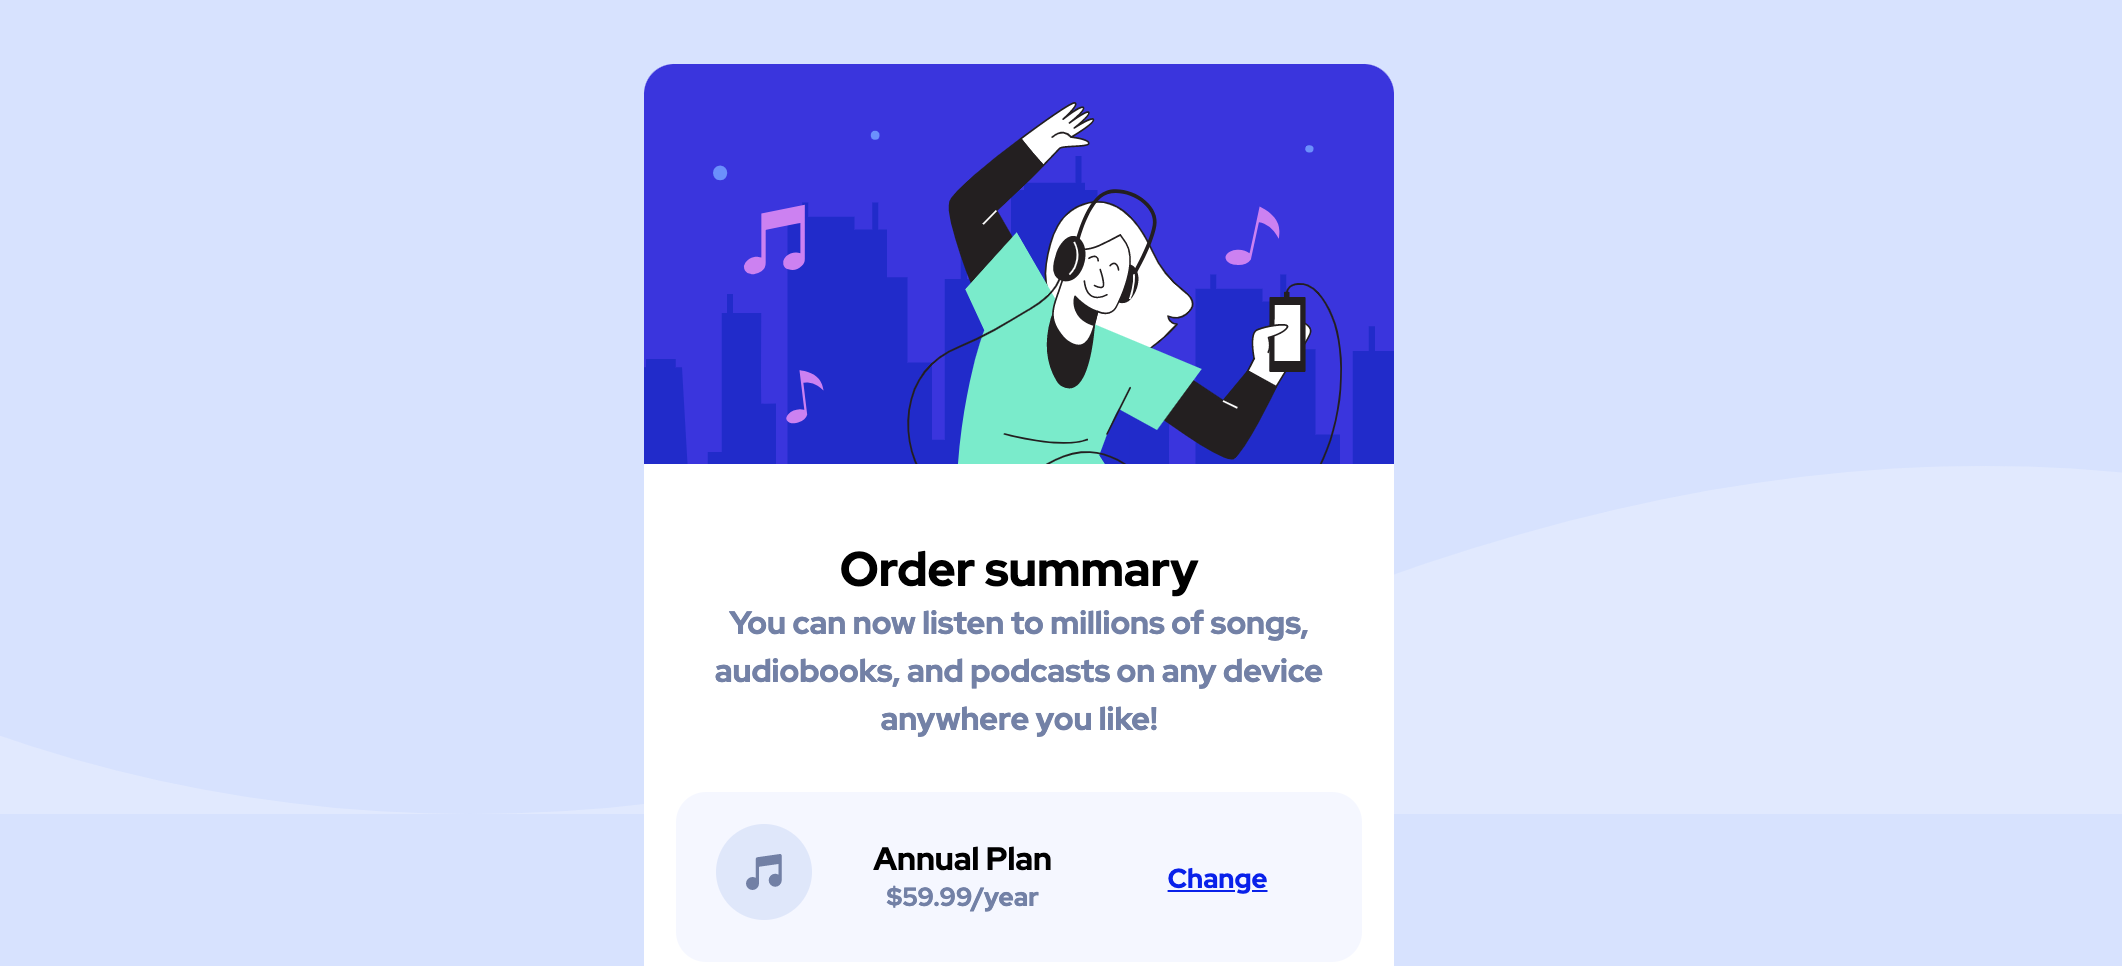 Order summary
You can now listen to millions of songs,
audiobooks, and podcasts on any device
anywhere you like!
Annual Plan
$59.99/year
Change